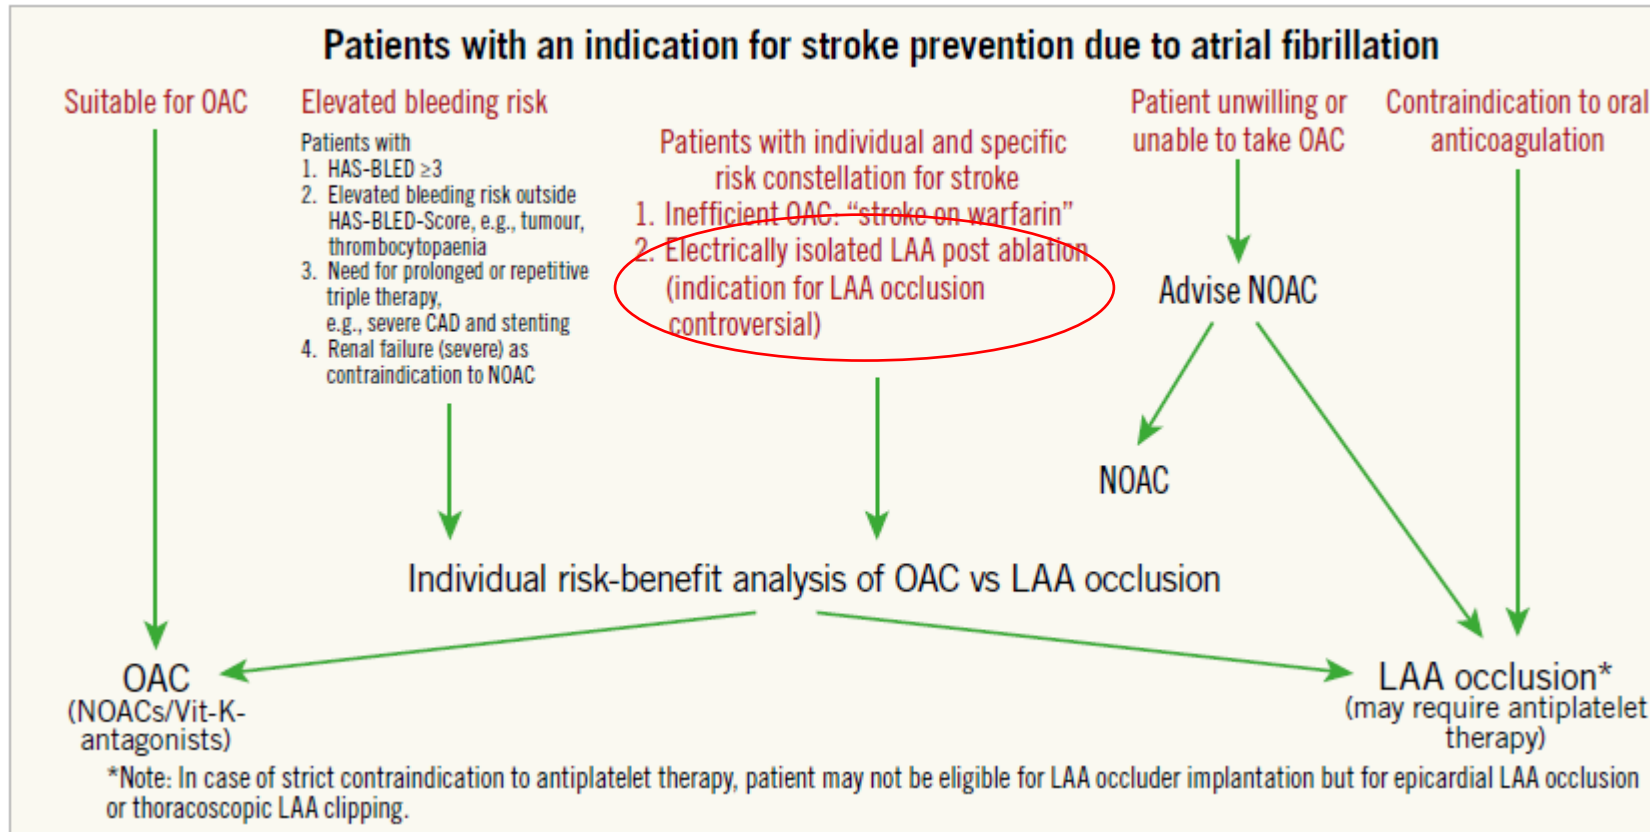 Patients with an indication for stroke prevention due to atrial fibrillation
Suitable for OAC
Elevated bleeding risk
Patients with
1. HAS-BLED ≥3
2. Elevated bleeding risk outside
HAS-BLED-Score, e.g., tumour,
thrombocytopaenia
3. Need for prolonged or repetitive
triple therapy,
e.g., severe CAD and stenting
4. Renal failure (severe) as
contraindication to NOAC
Patients with individual and specific
risk constellation for stroke
1. Inefficient OAC: “stroke on warfarin”
2. Electrically isolated LAA post ablation
(indication for LAA occlusion
controversial)
Patient unwilling or
unable to take OAC
Contraindication to oral
anticoagulation
Advise NOAC
NOAC
Individual risk-benefit analysis of OAC vs LAA occlusion
OAC
(NOACs/Vit-K-
antagonists)
LAA occlusion*
(may require antiplatelet
therapy)
*Note: In case of strict contraindication to antiplatelet therapy, patient may not be eligible for LAA occluder implantation but for epicardial LAA occlusion
or thoracoscopic LAA clipping.